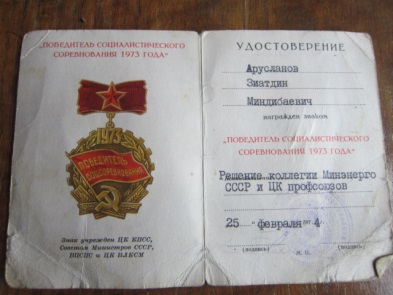 "ПОБЕДИТЕЛЬ СОЦИАЛИСТИЧЕСКОГО
СОРЕВНОВАНИЯ 1973 ГОДА"
1973
ПОБЕДИТЕЛЬ
СОЦСОРЕВНОВАНИЯ
Знак учрежден ЦК КПСС,
Советом Министров СССР,
ВЦСПС и ЦК ВЛКСМ
УДОСТОВЕРЕНИЕ
Арусланов
Зиатдин
Миндибаевич
награжден знаком
"ПОБЕДИТЕЛЬ СОЦИАЛИСТИЧЕСКОГО
СОРЕВНОВАНИЯ 1973 ГОДА"
Решение коллегии Минэнерго
СССР и ЦК профсоюзов
25 " февраля 197 4
(подпись) М. П. (подпись)